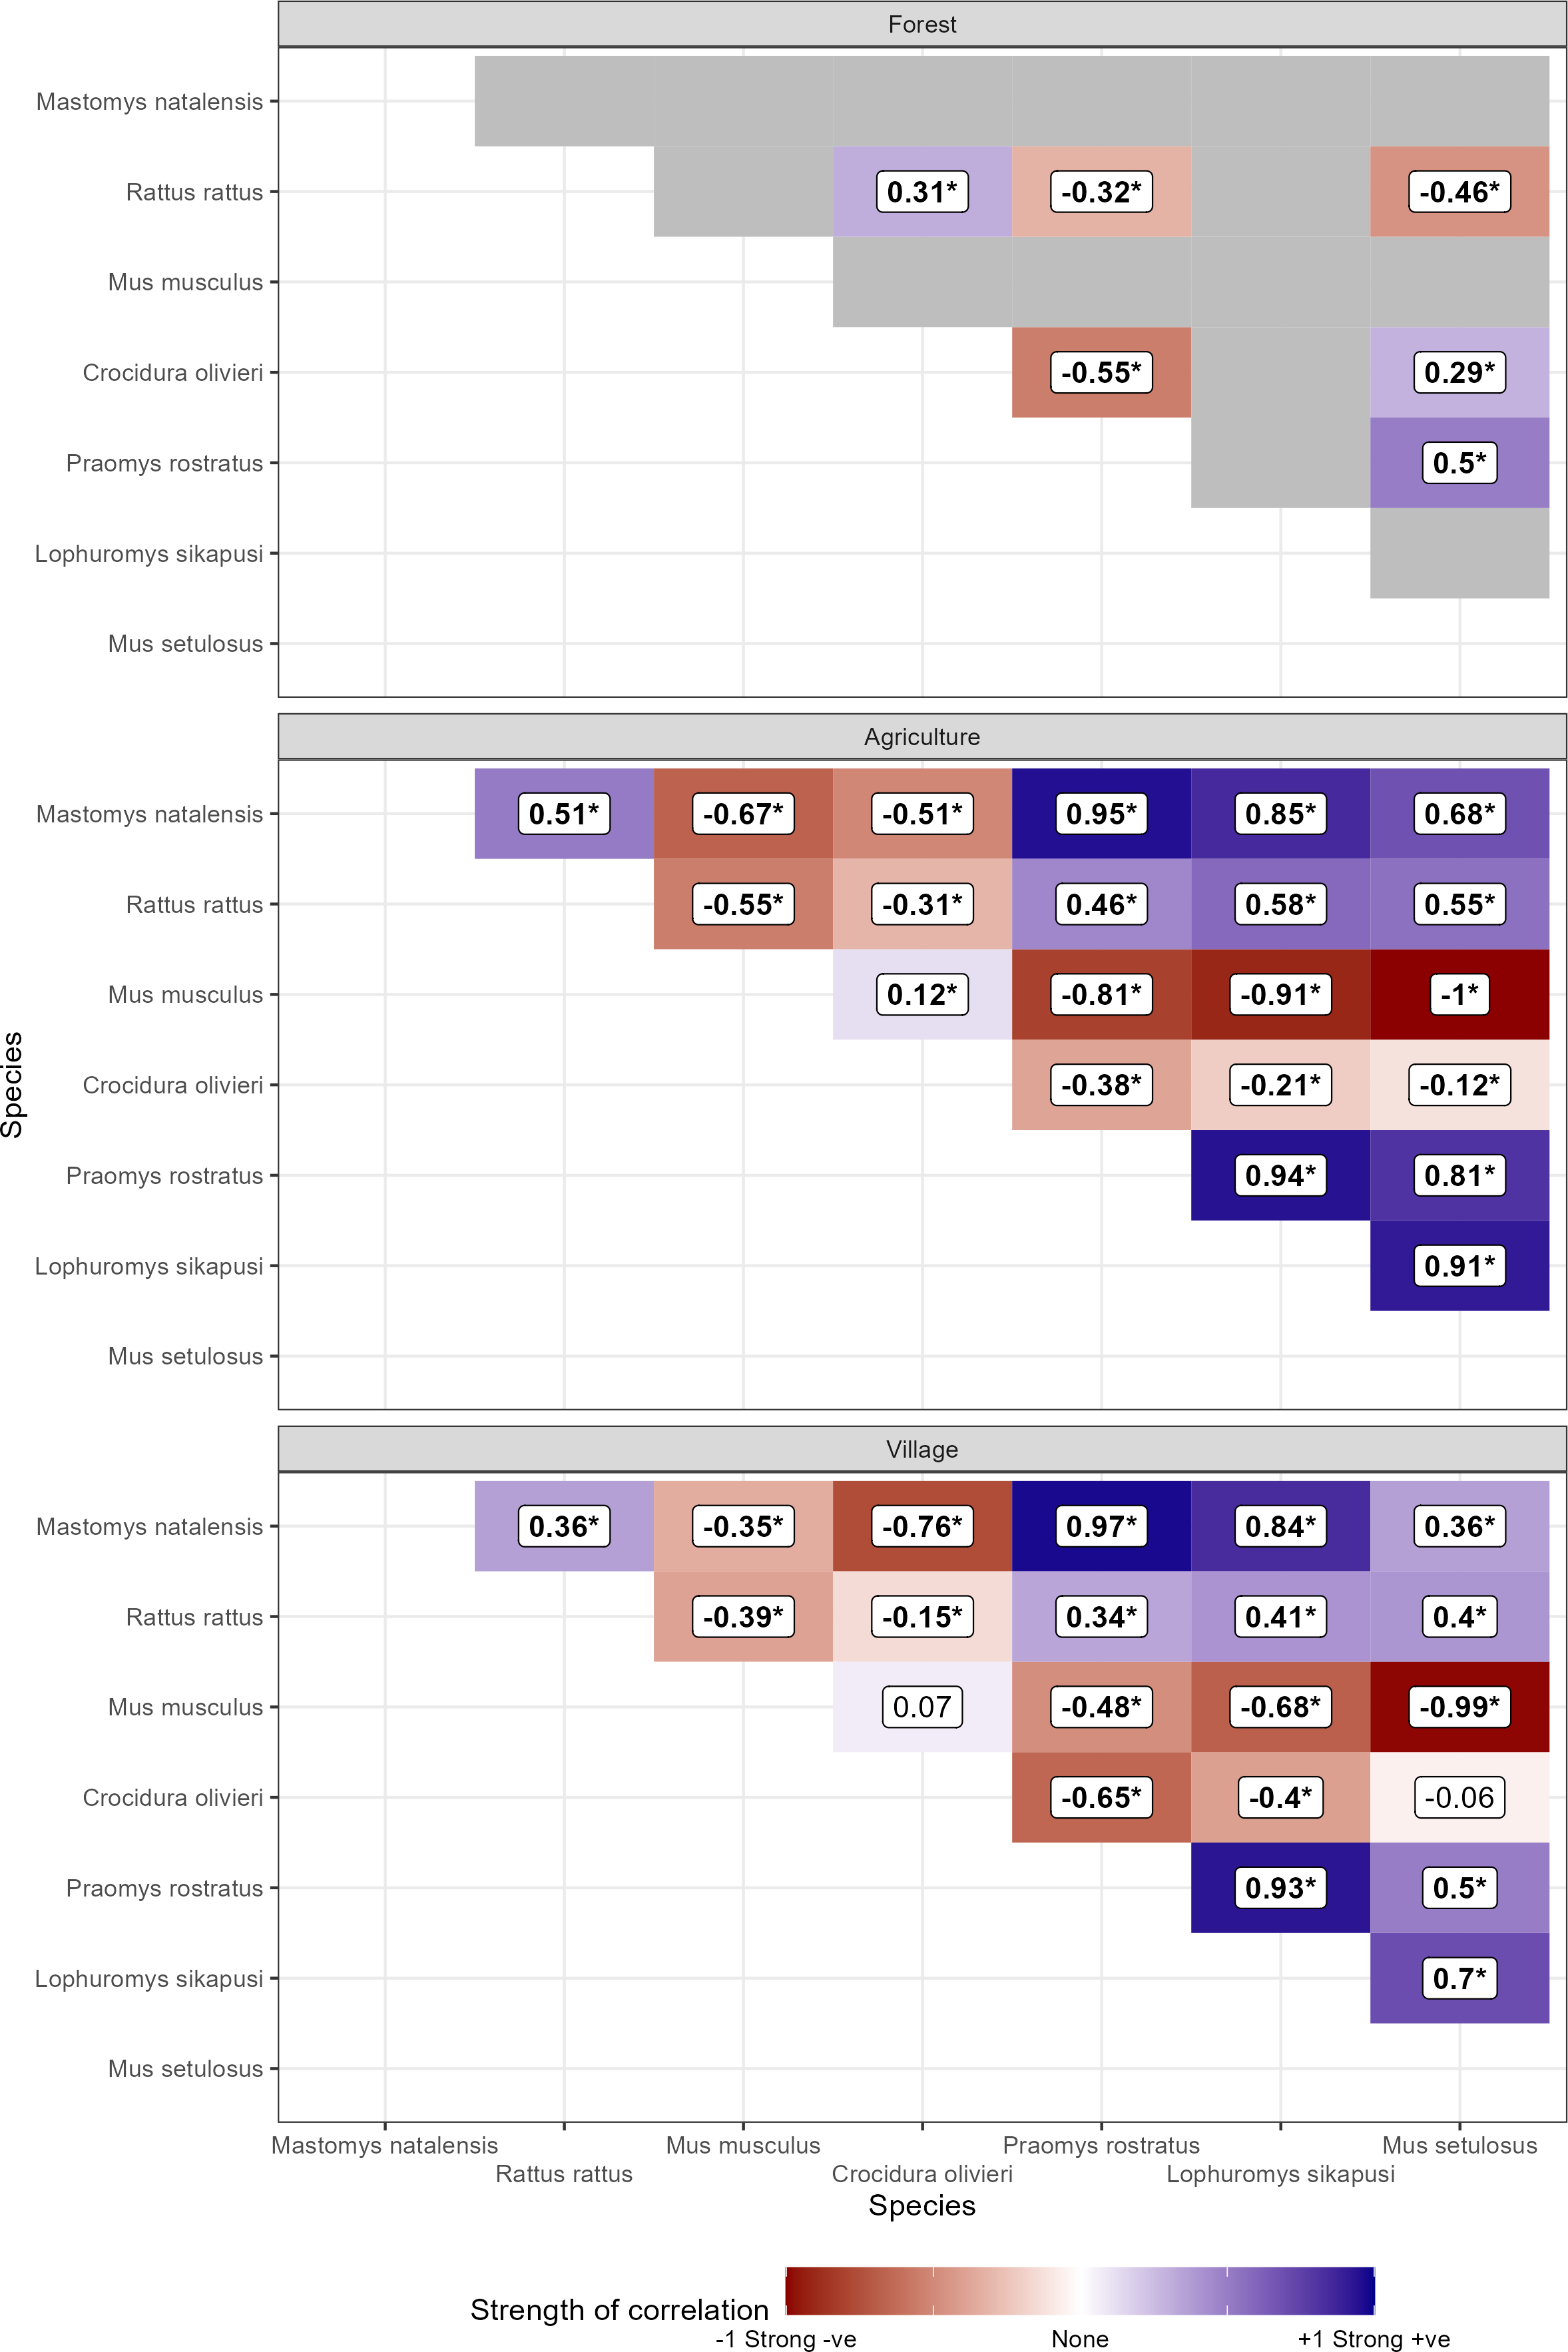 Forest
Mastomys natalensis
Rattus rattus 0.31* -0.32* -0.46*
Mus musculus
Crocidura olivieri -0.55* 0.29*
Praomys rostratus 0.5*
Lophuromys sikapusi
Mus setulosus
Agriculture
Mastomys natalensis 0.51* -0.67* -0.51* 0.95* 0.85* 0.68*
Rattus rattus -0.55* -0.31* 0.46* 0.58* 0.55*
Mus musculus 0.12* -0.81* -0.91* -1*
Species
Crocidura olivieri -0.38* -0.21* -0.12*
Praomys rostratus 0.94* 0.81*
Lophuromys sikapusi 0.91*
Mus setulosus
Village
Mastomys natalensis 0.36* -0.35* -0.76* 0.97* 0.84* 0.36*
Rattus rattus -0.39* -0.15* 0.34* 0.41* 0.4*
Mus musculus 0.07 -0.48* -0.68* -0.99*
Crocidura olivieri -0.65* -0.4* -0.06
Praomys rostratus 0.93* 0.5*
Lophuromys sikapusi 0.7*
Mus setulosus
Mastomys natalensis Mus musculus Praomys rostratus Mus setulosus
Rattus rattus Crocidura olivieri Lophuromys sikapusi
Species
Strength of correlation
-1 Strong -ve None +1 Strong +ve